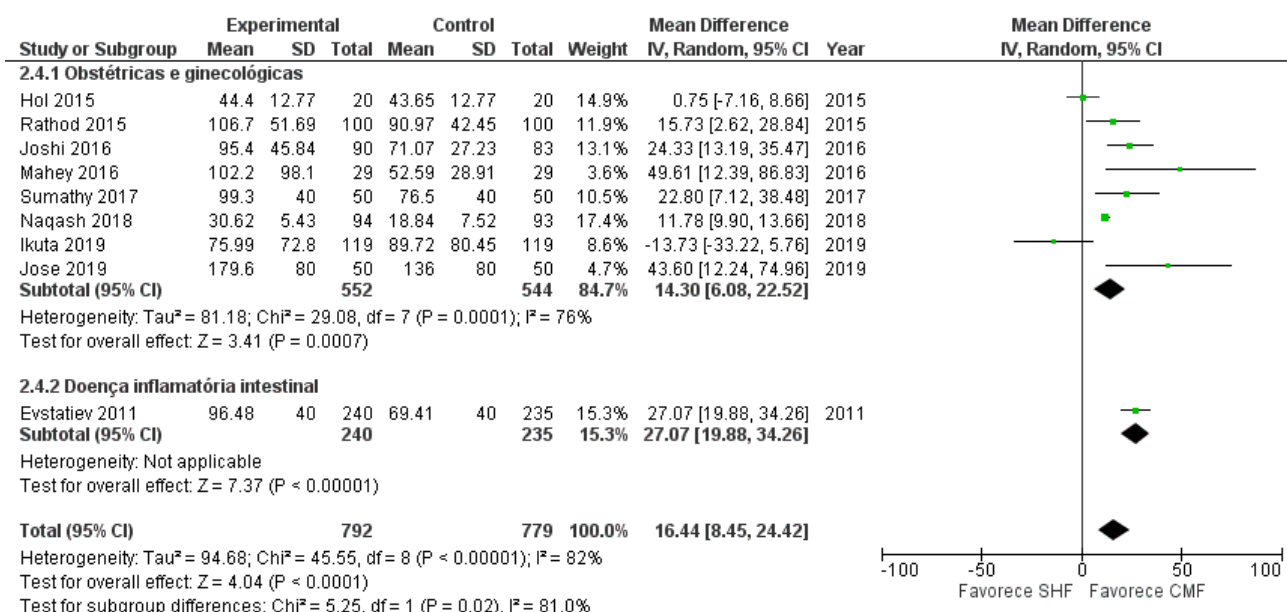 Experimental Control Mean Difference Mean Difference
Study or Subgroup Mean SD Total Mean SD Total Weight IV, Random, 95% CI Year IV, Random, 95% CI
2.4.1 Obstétricas e ginecológicas
Hol 2015 44.4 12.77 20 43.65 12.77 20 14.9% 0.75 [-7.16, 8.66] 2015
Rathod 2015 106.7 51.69 100 90.97 42.45 100 11.9% 15.73 [2.62, 28.84] 2015
Joshi 2016 95.4 45.84 90 71.07 27.23 83 13.1% 24.33 [13.19, 35.47] 2016
Mahey 2016 102.2 98.1 29 52.59 28.91 29 3.6% 49.61 [12.39, 86.83] 2016
Sumathy 2017 99.3 40 50 76.5 40 50 10.5% 22.80 [7.12, 38.48] 2017
Naqash 2018 30.62 5.43 94 18.84 7.52 93 17.4% 11.78 [9.90, 13.66] 2018
Ikuta 2019 75.99 72.8 119 89.72 80.45 119 8.6% -13.73 [-33.22, 5.76] 2019
Jose 2019 179.6 80 50 136 80 50 4.7% 43.60 [12.24, 74.96] 2019
Subtotal (95% CI) 552 544 84.7% 14.30 [6.08, 22.52]
Heterogeneity: Tau² = 81.18; Chi² = 29.08, df = 7 (P = 0.0001); I² = 76%
Test for overall effect: Z = 3.41 (P = 0.0007)
2.4.2 Doença inflamatória intestinal
Evstatiev 2011 96.48 40 240 69.41 40 235 15.3% 27.07 [19.88, 34.26] 2011
Subtotal (95% CI) 240 235 15.3% 27.07 [19.88, 34.26]
Heterogeneity: Not applicable
Test for overall effect: Z = 7.37 (P < 0.00001)
Total (95% CI) 792 779 100.0% 16.44 [8.45, 24.42]
Heterogeneity: Tau² = 94.68; Chi² = 45.55, df = 8 (P < 0.00001); I² = 82%
Test for overall effect: Z = 4.04 (P < 0.0001)
Test for subgroup differences: Chi² = 5.25, df = 1 (P = 0.02), I² = 81.0%
-100 -50 0 50 100
Favorece SHF Favorece CMF